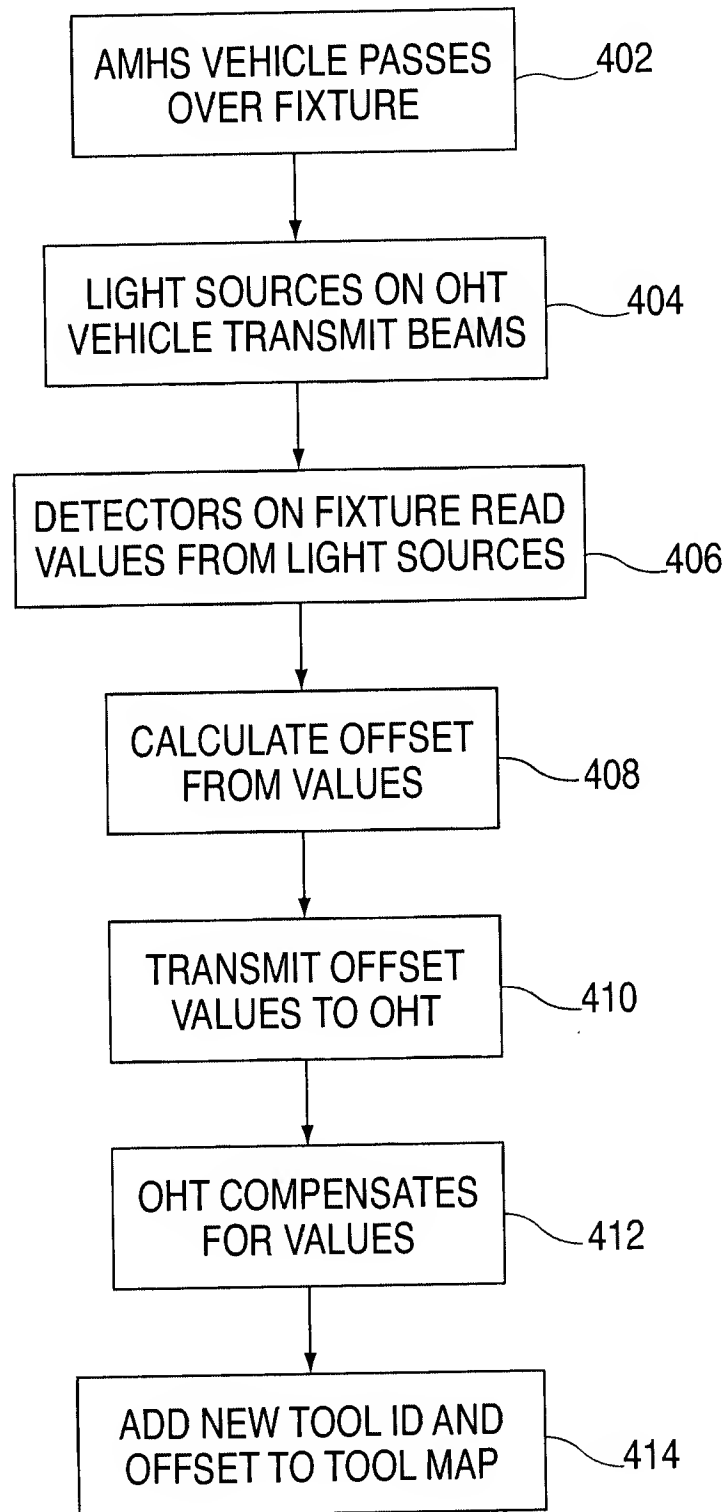 AMHS VEHICLE PASSES
OVER FIXTURE
402
LIGHT SOURCES ON OHT
VEHICLE TRANSMIT BEAMS
404
DETECTORS ON FIXTURE READ
VALUES FROM LIGHT SOURCES
406
CALCULATE OFFSET
FROM VALUES
408
TRANSMIT OFFSET
VALUES TO OHT
410
OHT COMPENSATES
FOR VALUES
412
ADD NEW TOOL ID AND
OFFSET TO TOOL MAP
414